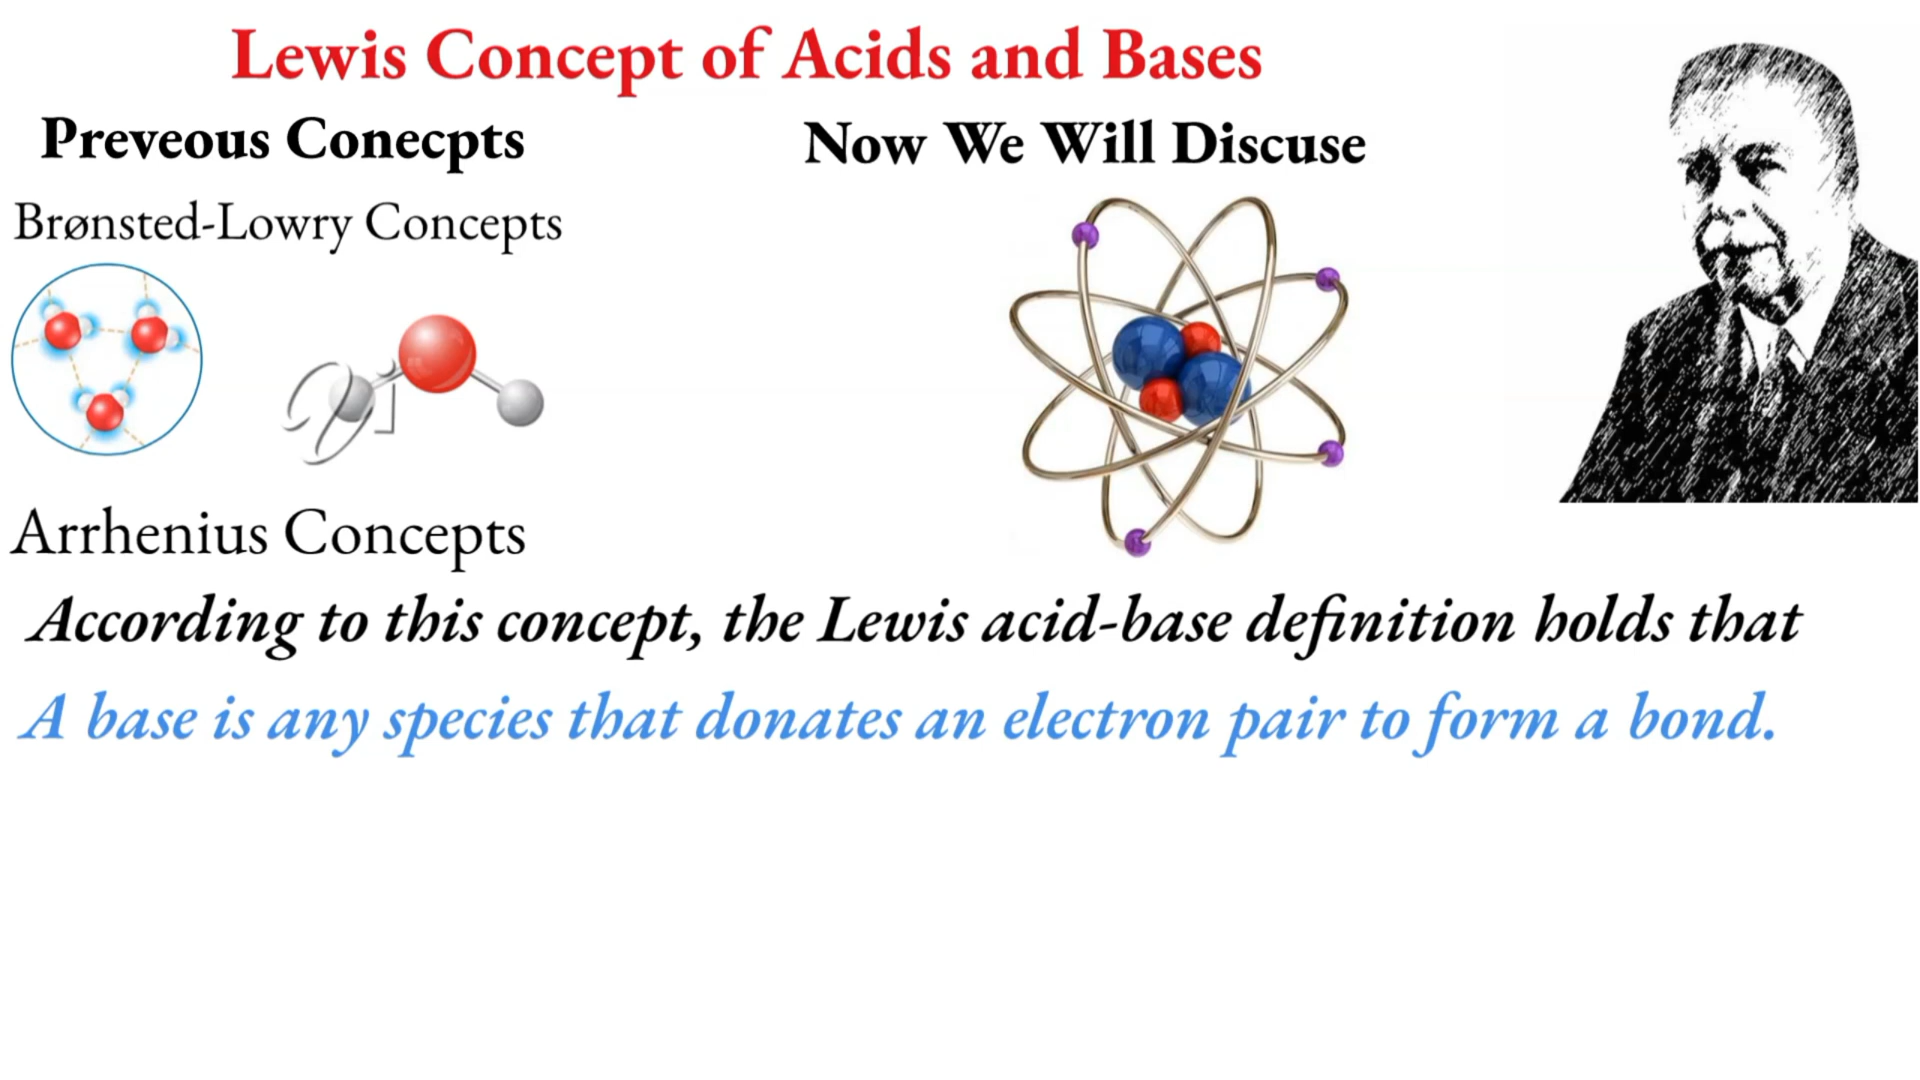 Lewis Concept of Acids and Bases
Preveous Conecpts
Now We Will Discuse
Brønsted-Lowry Concepts
Arrhenius Concepts
According to this concept, the Lewis acid-base definition holds that
A base is any species that donates an electron pair to form a bond.